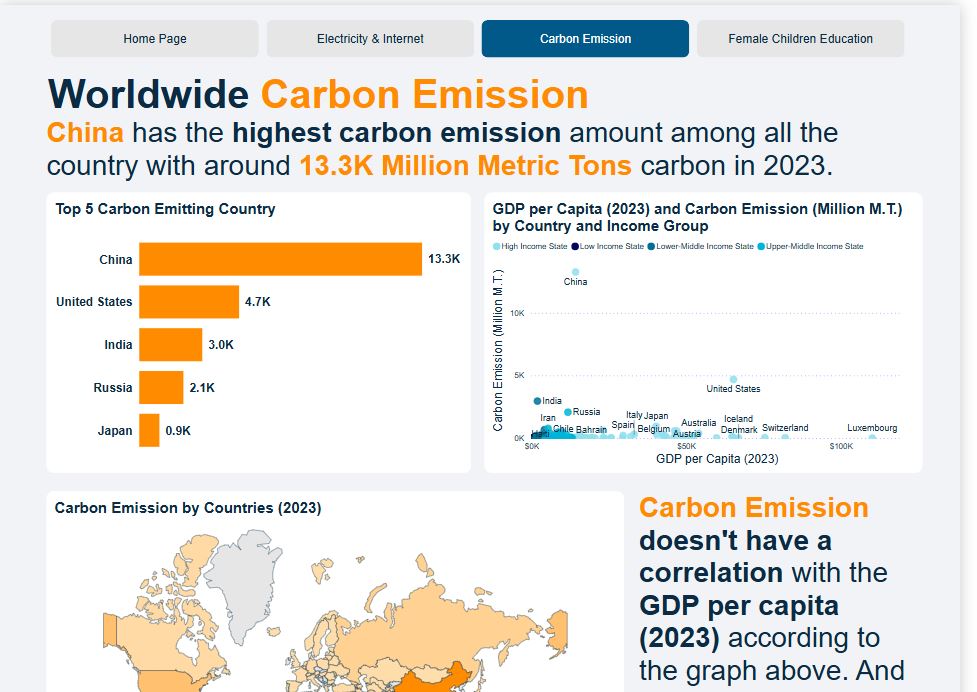 Home Page
Electricity & Internet
Carbon Emission
Female Children Education
Worldwide Carbon Emission
China has the highest carbon emission amount among all the
country with around 13.3K Million Metric Tons carbon in 2023.
Top 5 Carbon Emitting Country
China 13.3K
United States 4.7K
India 3.0K
Russia 2.1K
Japan 0.9K
GDP per Capita (2023) and Carbon Emission (Million M.T.)
by Country and Income Group
High Income State Low Income State Lower-Middle Income State Upper-Middle Income State
Carbon Emission (Million M.T.)
China
10K
5K
United States
India
Russia
Iran
Italy Japan
Chile Bahrain
Spain
Belgium
Australia
Austria
Iceland
Denmark
Switzerland
Luxembourg
0K
$0K $50K $100K
GDP per Capita (2023)
Carbon Emission by Countries (2023)
Carbon Emission
doesn't have a
correlation with the
GDP per capita
(2023) according to
the graph above. And